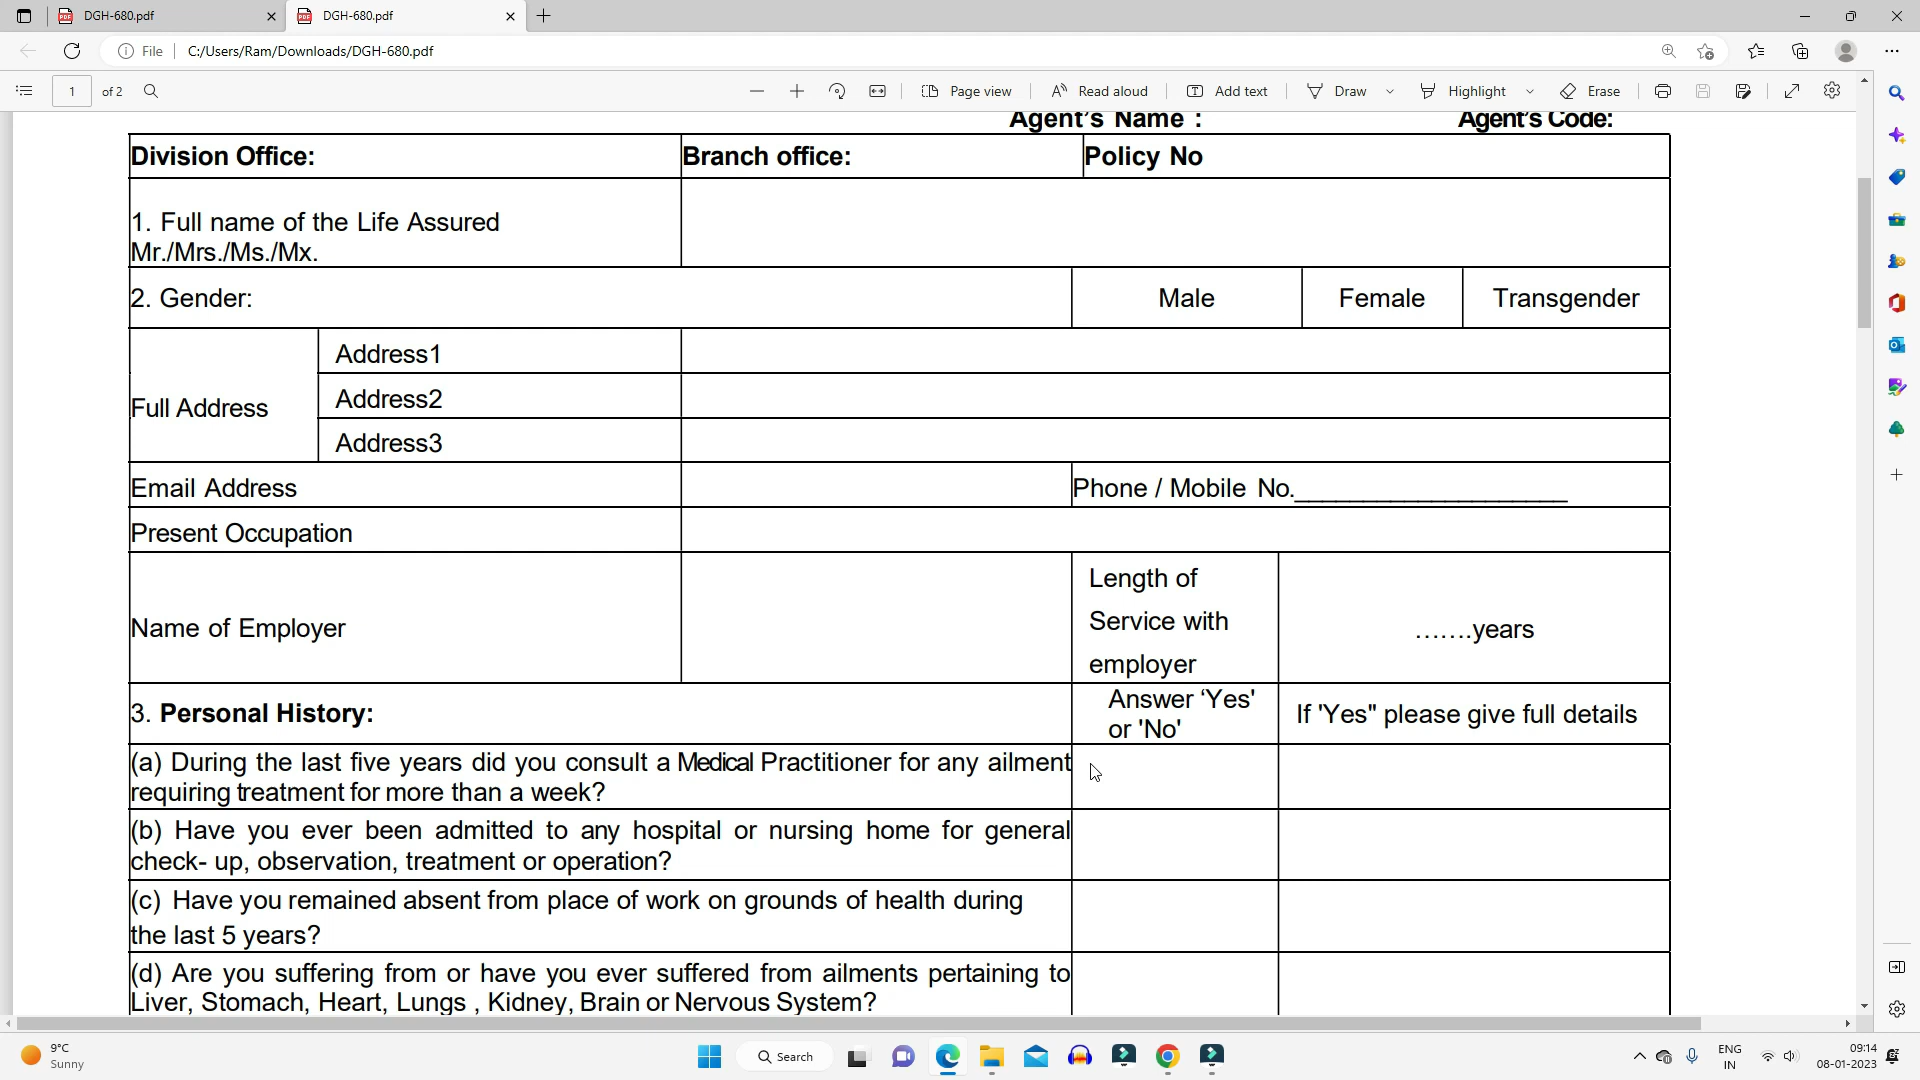 DGH-680.pdf
DGH-680.pdf
File
C:/Users/Ram/Downloads/DGH-680.pdf
1 of 2
Page view
Read aloud
Add text
Draw
Highlight
Erase
Agent's Name :
Agent's Code:
Division Office:
Branch office:
Policy No
1. Full name of the Life Assured
Mr./Mrs./Ms./Mx.
2. Gender:
Male
Female
Transgender
Full Address
Address1
Address2
Address3
Email Address
Phone / Mobile No.____________________
Present Occupation
Name of Employer
Length of
Service with
employer
…….years
3. Personal History:
Answer ‘Yes'
or 'No'
If 'Yes" please give full details
(a) During the last five years did you consult a Medical Practitioner for any ailment
requiring treatment for more than a week?
(b) Have you ever been admitted to any hospital or nursing home for general
check- up, observation, treatment or operation?
(c) Have you remained absent from place of work on grounds of health during
the last 5 years?
(d) Are you suffering from or have you ever suffered from ailments pertaining to
Liver, Stomach, Heart, Lungs , Kidney, Brain or Nervous System?
9°C
Sunny
Search
ENG
IN
09:14
08-01-2023